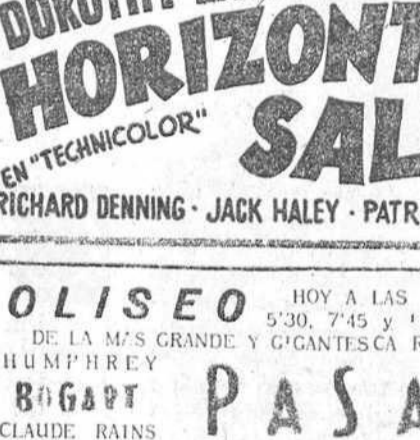 DOROTHY
HORIZONT
EN "TECHNICOLOR"
SAL
RICHARD DENNING · JACK HALEY · PATR
OLISEO
HOY A LAS
5'30, 7'45 y
DE LA MAS GRANDE Y GIGANTESCA
HUMPHREY
BOGART
CLAUDE RAINS
PASA